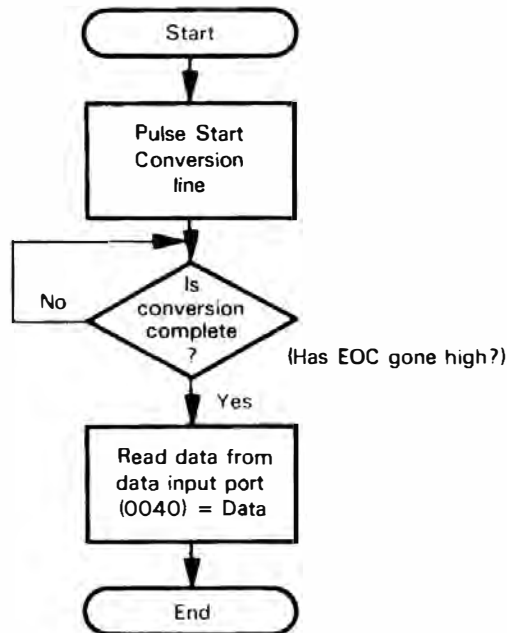 Start
Pulse Start
Conversion
line
Is
conversion
complete
?
No
(Has EOC gone high?)
Yes
Read data from
data input port
(0040) = Data
End